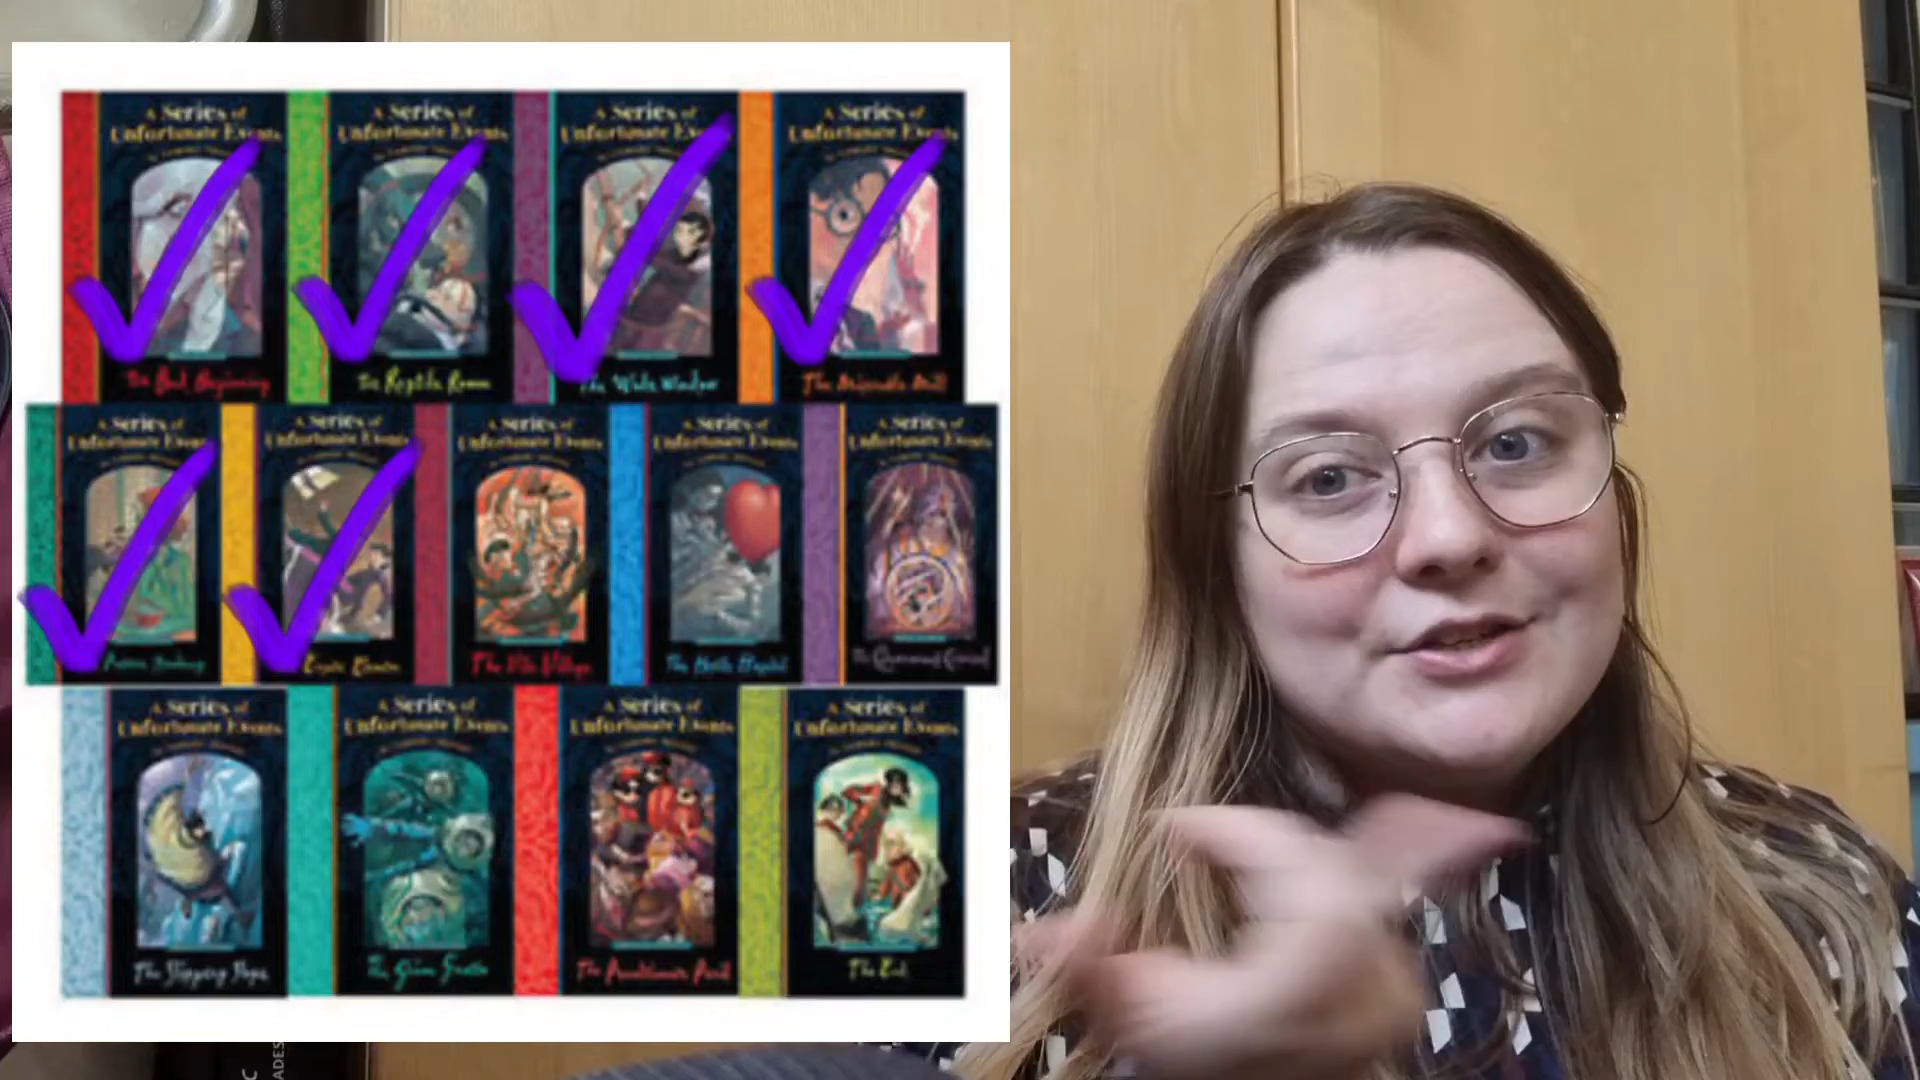 A Series of
Unfortunate Events
The Bad Beginning
A Series of
Unfortunate Events
The Reptile Room
A Series of
Unfortunate Events
The Wide Window
A Series of
Unfortunate Events
The Miserable Mill
A Series of
Unfortunate Events
Austere Academy
A Series of
Unfortunate Events
Ersatz Elevator
A Series of
Unfortunate Events
The Vile Village
A Series of
Unfortunate Events
The Hostile Hospital
A Series of
Unfortunate Events
The Carnivorous Carnival
A Series of
Unfortunate Events
The Slippery Slope
A Series of
Unfortunate Events
The Grim Grotto
A Series of
Unfortunate Events
The Penultimate Peril
A Series of
Unfortunate Events
The End